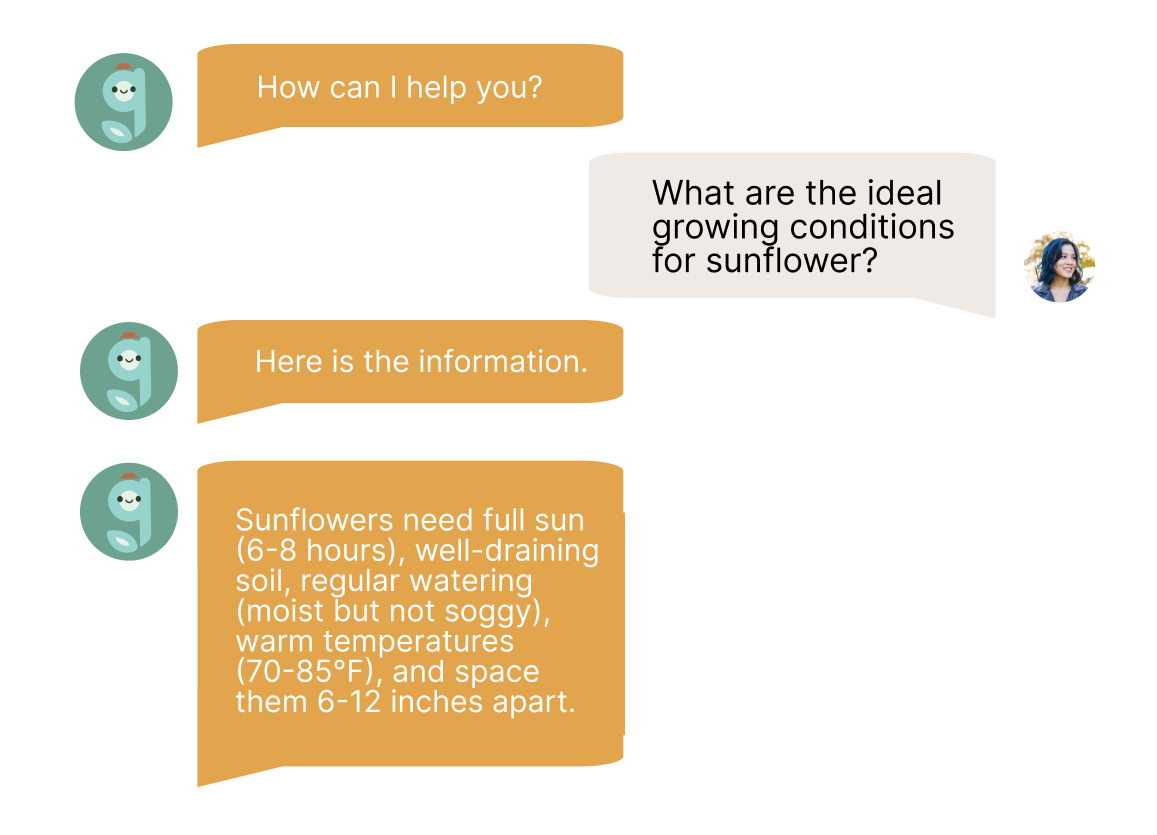 How can I help you?
What are the ideal
growing conditions
for sunflower?
Here is the information.
Sunflowers need full sun
(6-8 hours), well-draining
soil, regular watering
(moist but not soggy),
warm temperatures
(70-85°F), and space
them 6-12 inches apart.